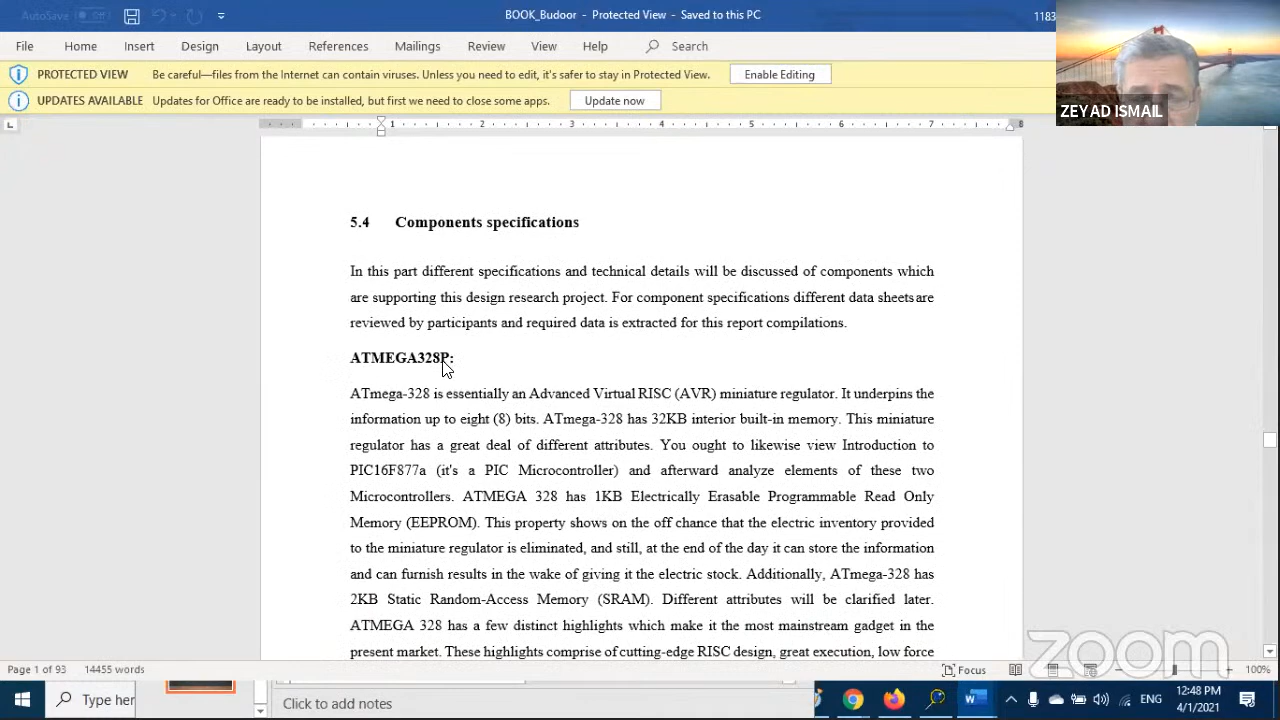 AutoSave Off BOOK_Budoor - Protected View - Saved to this PC 1183
File Home Insert Design Layout References Mailings Review View Help Search
PROTECTED VIEW Be careful—files from the Internet can contain viruses. Unless you need to edit, it's safer to stay in Protected View. Enable Editing
UPDATES AVAILABLE Updates for Office are ready to be installed, but first we need to close some apps. Update now
ZEYAD ISMAIL
1 2 3 4 5 6 7 8
5.4 Components specifications
In this part different specifications and technical details will be discussed of components which
are supporting this design research project. For component specifications different data sheets are
reviewed by participants and required data is extracted for this report compilations.
ATMEGA328P:
ATmega-328 is essentially an Advanced Virtual RISC (AVR) miniature regulator. It underpins the
information up to eight (8) bits. ATmega-328 has 32KB interior built-in memory. This miniature
regulator has a great deal of different attributes. You ought to likewise view Introduction to
PIC16F877a (it's a PIC Microcontroller) and afterward analyze elements of these two
Microcontrollers. ATMEGA 328 has 1KB Electrically Erasable Programmable Read Only
Memory (EEPROM). This property shows on the off chance that the electric inventory provided
to the miniature regulator is eliminated, and still, at the end of the day it can store the information
and can furnish results in the wake of giving it the electric stock. Additionally, ATmega-328 has
2KB Static Random-Access Memory (SRAM). Different attributes will be clarified later.
ATMEGA 328 has a few distinct highlights which make it the most mainstream gadget in the
present market. These highlights comprise of cutting-edge RISC design, great execution, low force
zoom
Page 1 of 93 14455 words Focus 100%
Type her Click to add notes ENG 12:48 PM
4/1/2021